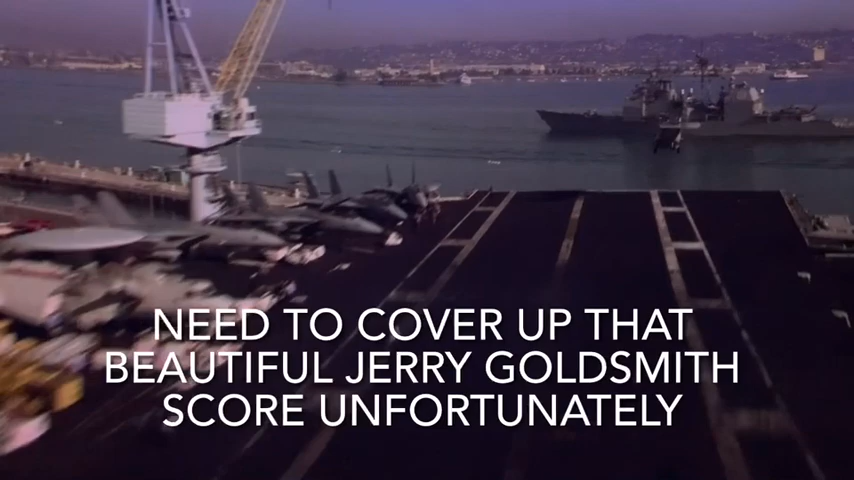 NEED TO COVER UP THAT
BEAUTIFUL JERRY GOLDSMITH
SCORE UNFORTUNATELY